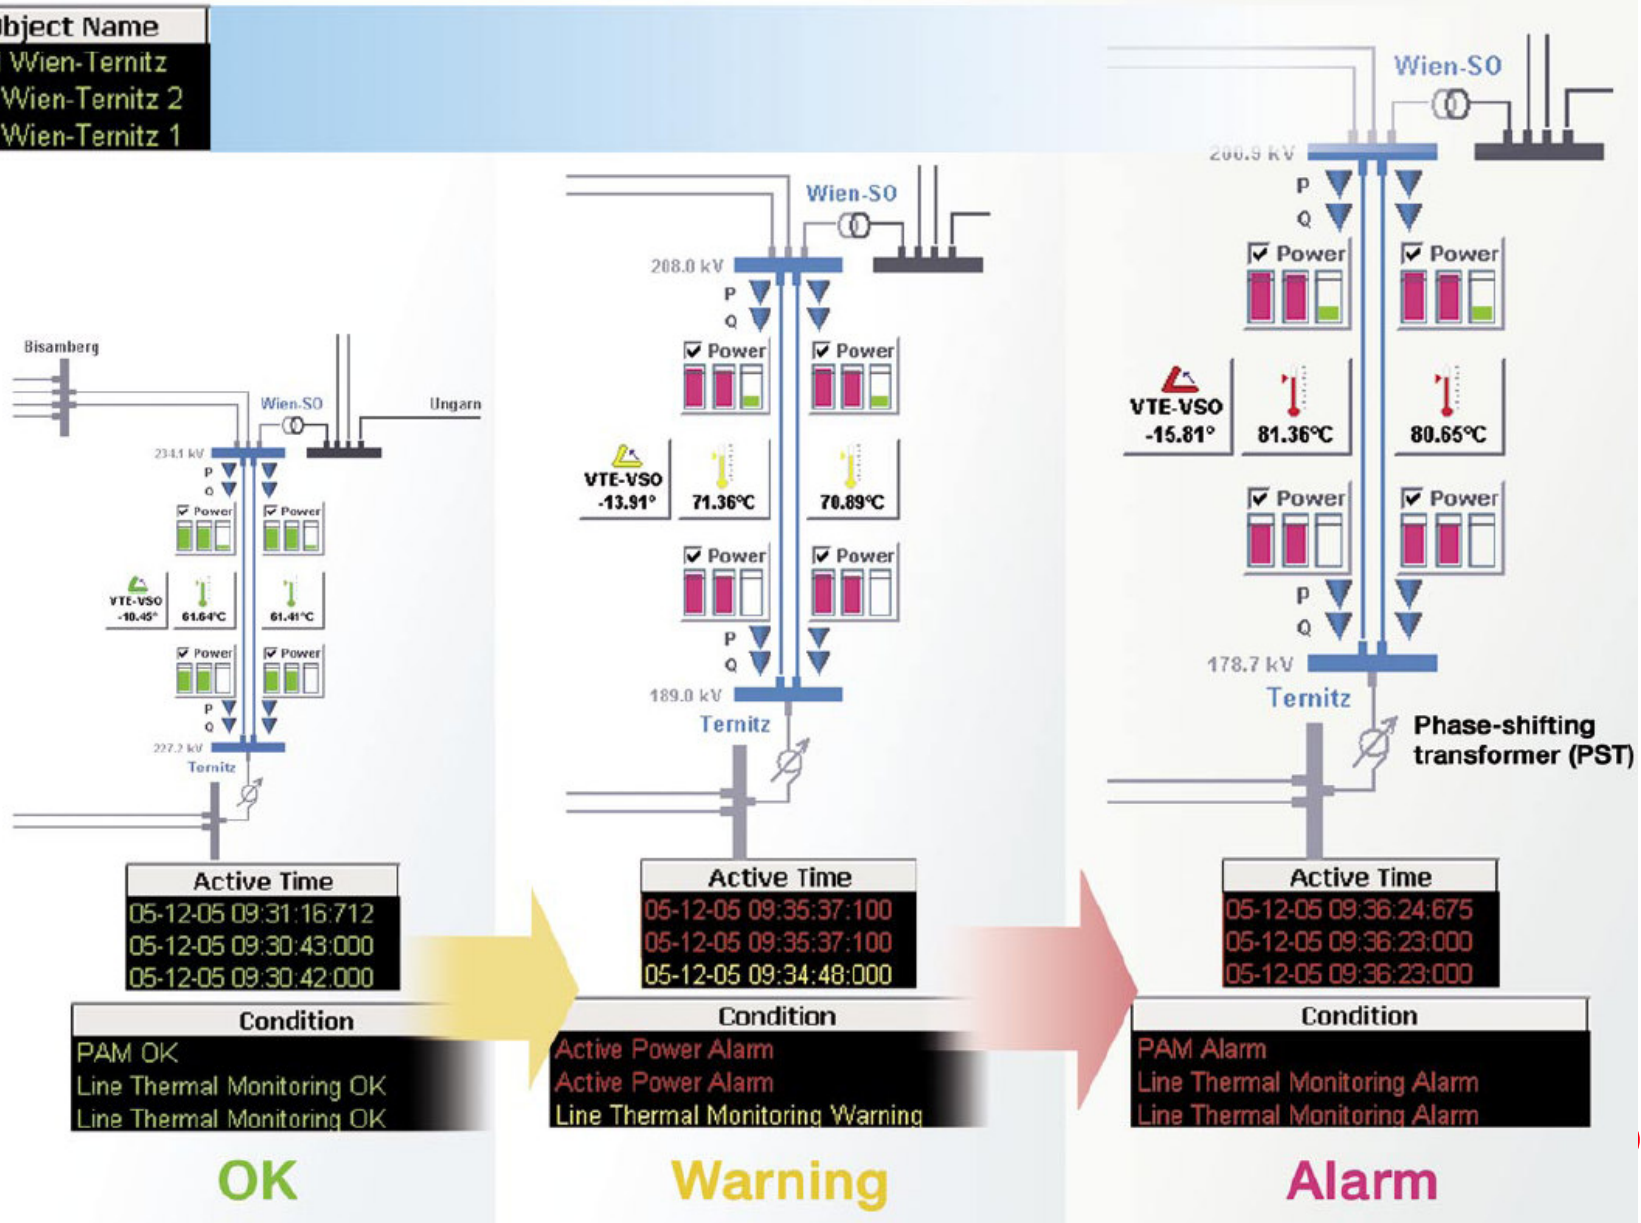 bject Name
Wien-Ternitz
Wien-Ternitz 2
Wien-Ternitz 1
Bisamberg
Wien-SO
Ungarn
234.1 kV
P
Q
Power
Power
VTE-VSO
-10.45°
61.64°C
61.41°C
Power
Power
P
Q
227.2 kV
Ternitz
Active Time
05-12-05 09:31:16:712
05-12-05 09:30:43:000
05-12-05 09:30:42:000
Condition
PAM OK
Line Thermal Monitoring OK
Line Thermal Monitoring OK
OK
Wien-SO
208.0 kV
P
Q
Power
Power
VTE-VSO
-13.91°
71.36°C
70.89°C
Power
Power
P
Q
189.0 kV
Ternitz
Active Time
05-12-05 09:35:37:100
05-12-05 09:35:37:100
05-12-05 09:34:48:000
Condition
Active Power Alarm
Active Power Alarm
Line Thermal Monitoring Warning
Warning
Wien-SO
200.9 kV
P
Q
Power
Power
VTE-VSO
-15.81°
81.36°C
80.65°C
Power
Power
P
Q
178.7 kV
Ternitz
Phase-shifting
transformer (PST)
Active Time
05-12-05 09:36:24:675
05-12-05 09:36:23:000
05-12-05 09:36:23:000
Condition
PAM Alarm
Line Thermal Monitoring Alarm
Line Thermal Monitoring Alarm
Alarm